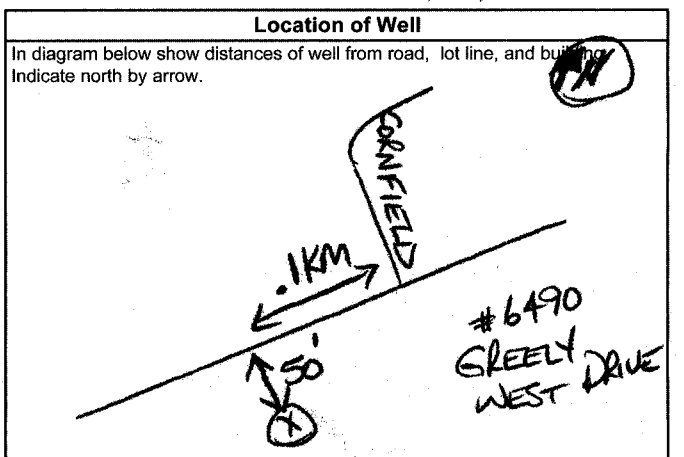 Location of Well
In diagram below show distances of well from road, lot line, and building.
Indicate north by arrow.
N
CORNFIELD
.1KM
50'
X
#6490
GREELY
WEST DRIVE